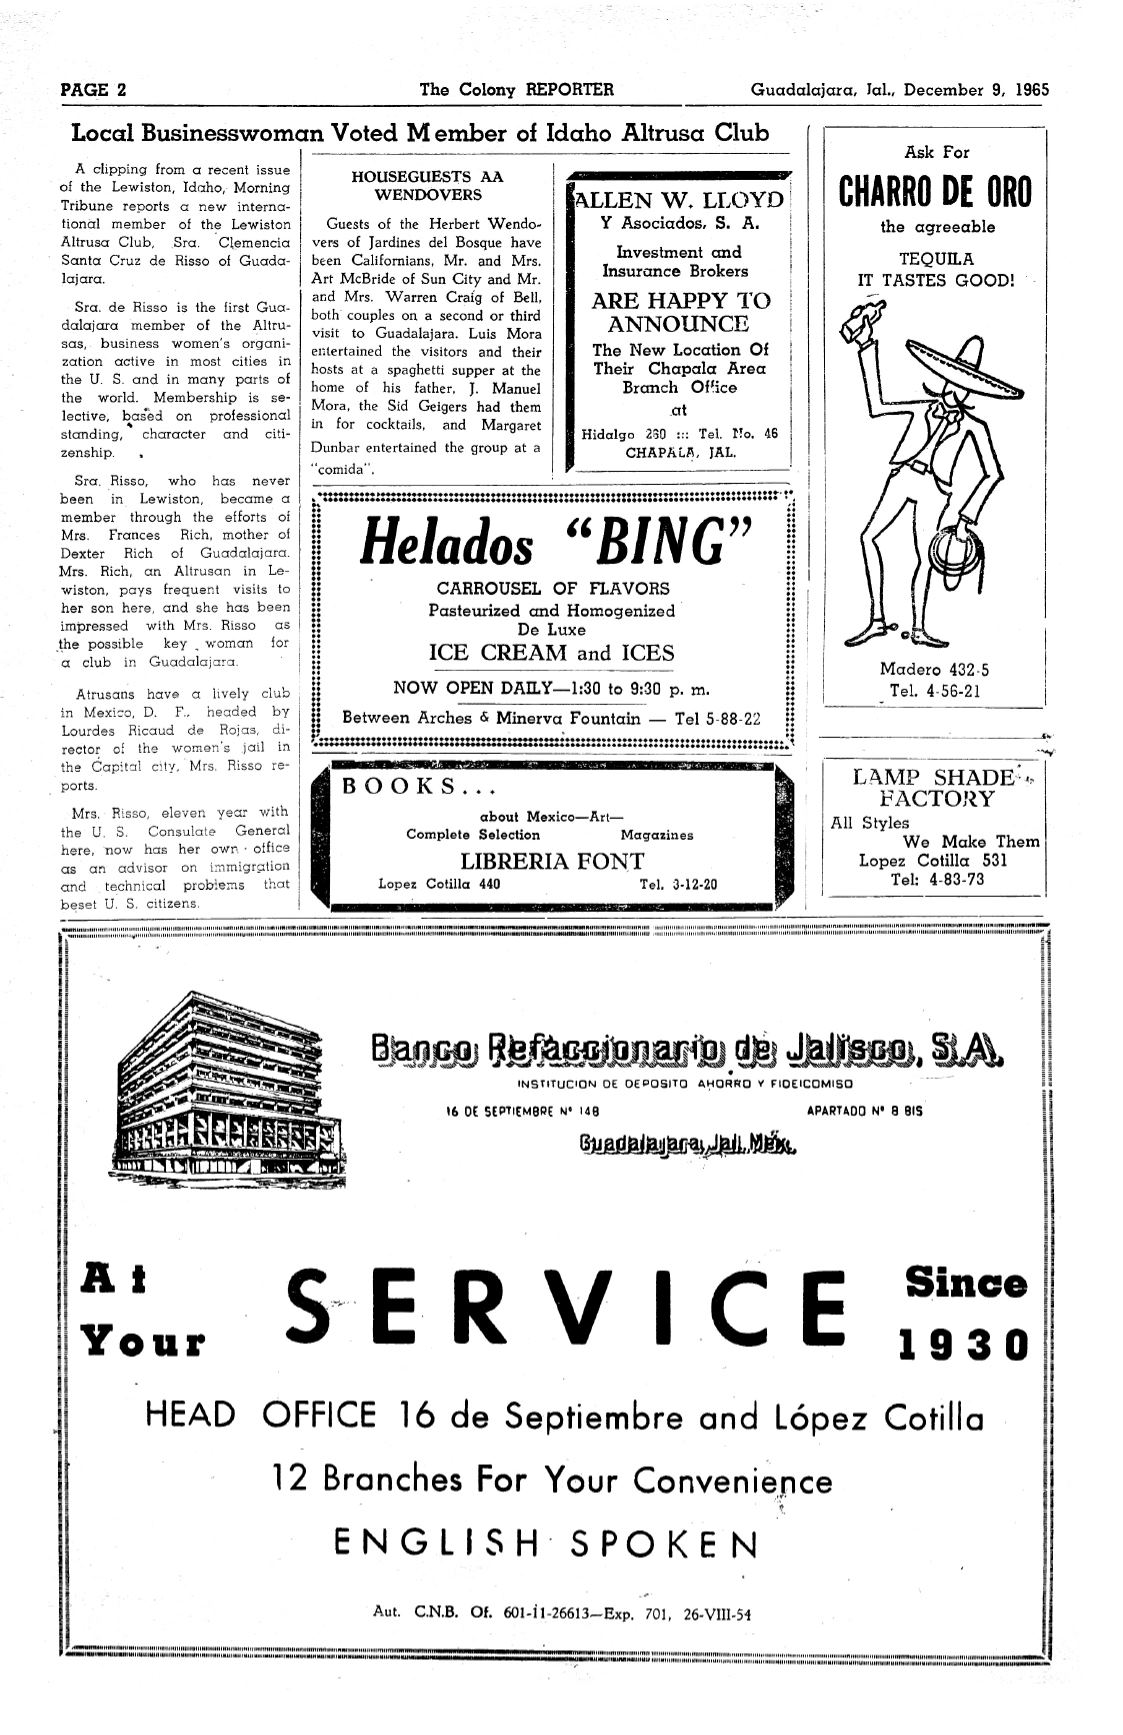 PAGE 2
The Colony REPORTER
Guadalajara, Jal., December 9, 1965
Local Businesswoman Voted Member of Idaho Altrusa Club
A clipping from a recent issue
of the Lewiston, Idaho, Morning
Tribune reports a new interna-
tional member of the Lewiston
Altrusa Club, Sra. Clemencia
Santa Cruz de Risso of Guada-
lajara.
Sra. de Risso is the first Gua-
dalajara member of the Altru-
sas, business women's organi-
zation active in most cities in
the U. S. and in many parts of
the world. Membership is se-
lective, based on professional
standing, character and citi-
zenship.
Sra. Risso, who has never
been in Lewiston, became a
member through the efforts of
Mrs. Frances Rich, mother of
Dexter Rich of Guadalajara.
Mrs. Rich, an Altrusan in Le-
wiston, pays frequent visits to
her son here, and she has been
impressed with Mrs. Risso as
the possible key woman for
a club in Guadalajara.
Atrusans have a lively club
in Mexico, D. F., headed by
Lourdes Ricaud de Rojas, di-
rector of the women's jail in
the Capital city, Mrs. Risso re-
ports.
Mrs. Risso, eleven year with
the U. S. Consulate General
here, now has her own office
as an advisor on immigration
and technical problems that
beset U. S. citizens.
HOUSEGUESTS AA
WENDOVERS
Guests of the Herbert Wendo-
vers of Jardines del Bosque have
been Californians, Mr. and Mrs.
Art McBride of Sun City and Mr.
and Mrs. Warren Craig of Bell,
both couples on a second or third
visit to Guadalajara. Luis Mora
entertained the visitors and their
hosts at a spaghetti supper at the
home of his father, J. Manuel
Mora, the Sid Geigers had them
in for cocktails, and Margaret
Dunbar entertained the group at a
"comida".
ALLEN W. LLOYD
Y Asociados, S. A.
Investment and
Insurance Brokers
ARE HAPPY TO
ANNOUNCE
The New Location Of
Their Chapala Area
Branch Office
at
Hidalgo 260 ::: Tel. No. 46
CHAPALA, JAL.
Helados "BING"
CARROUSEL OF FLAVORS
Pasteurized and Homogenized
De Luxe
ICE CREAM and ICES
NOW OPEN DAILY—1:30 to 9:30 p. m.
Between Arches & Minerva Fountain — Tel 5-88-22
BOOKS...
about Mexico—Art—
Complete Selection Magazines
LIBRERIA FONT
Lopez Cotilla 440 Tel. 3-12-20
Ask For
CHARRO DE ORO
the agreeable
TEQUILA
IT TASTES GOOD!
Madero 432-5
Tel. 4-56-21
LAMP SHADE
FACTORY
All Styles
We Make Them
Lopez Cotilla 531
Tel: 4-83-73
Banco Refaccionario de Jalisco, S.A.
INSTITUCION DE DEPOSITO AHORRO Y FIDEICOMISO
16 DE SEPTIEMBRE N° 148 APARTADO N° 8 BIS
Guadalajara, Jal., Méx.
At
Your
SERVICE
Since
1930
HEAD OFFICE 16 de Septiembre and López Cotilla
12 Branches For Your Convenience
ENGLISH SPOKEN
Aut. C.N.B. Of. 601-i1-26613—Exp. 701, 26-VIII-54